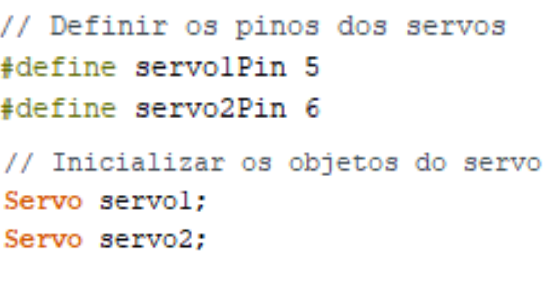 // Definir os pinos dos servos
#define servo1Pin 5
#define servo2Pin 6
// Inicializar os objetos do servo
Servo servo1;
Servo servo2;